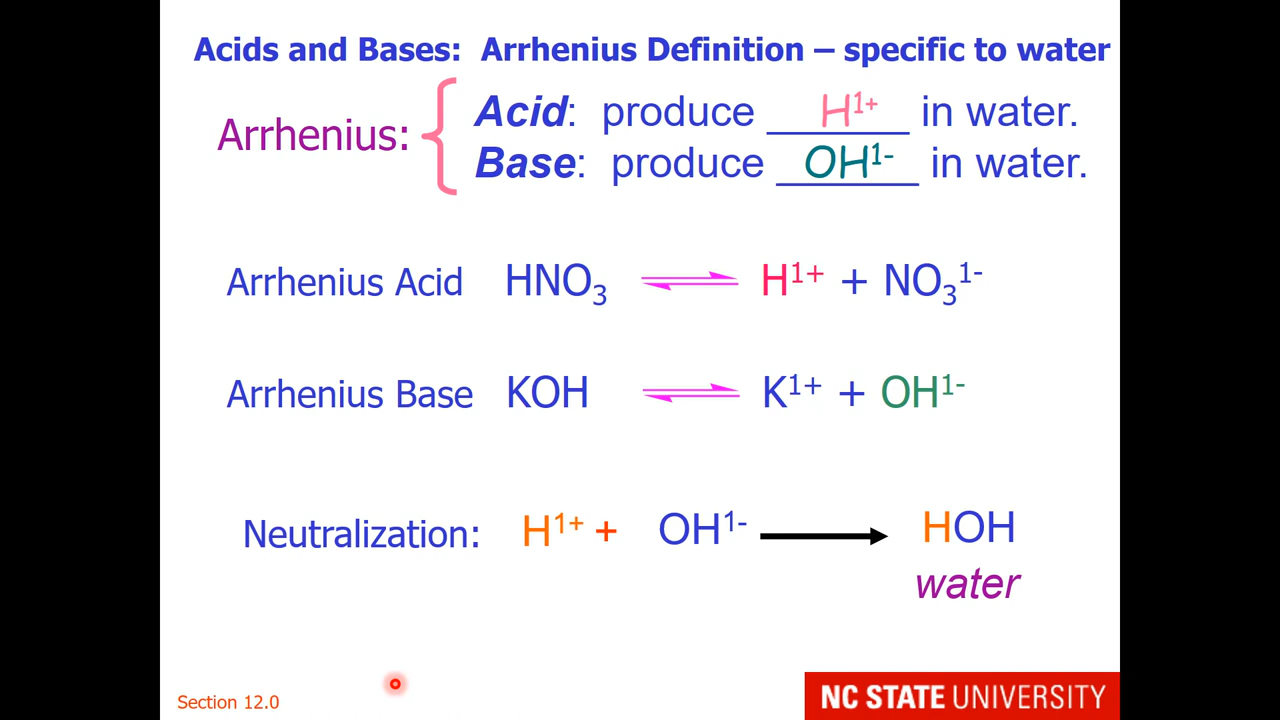 Acids and Bases: Arrhenius Definition – specific to water
Arrhenius:
Acid: produce H¹⁺ in water.
Base: produce OH¹⁻ in water.
Arrhenius Acid HNO₃ ⇌ H¹⁺ + NO₃¹⁻
Arrhenius Base KOH ⇌ K¹⁺ + OH¹⁻
Neutralization: H¹⁺ + OH¹⁻ → HOH
water
Section 12.0
NC STATE UNIVERSITY